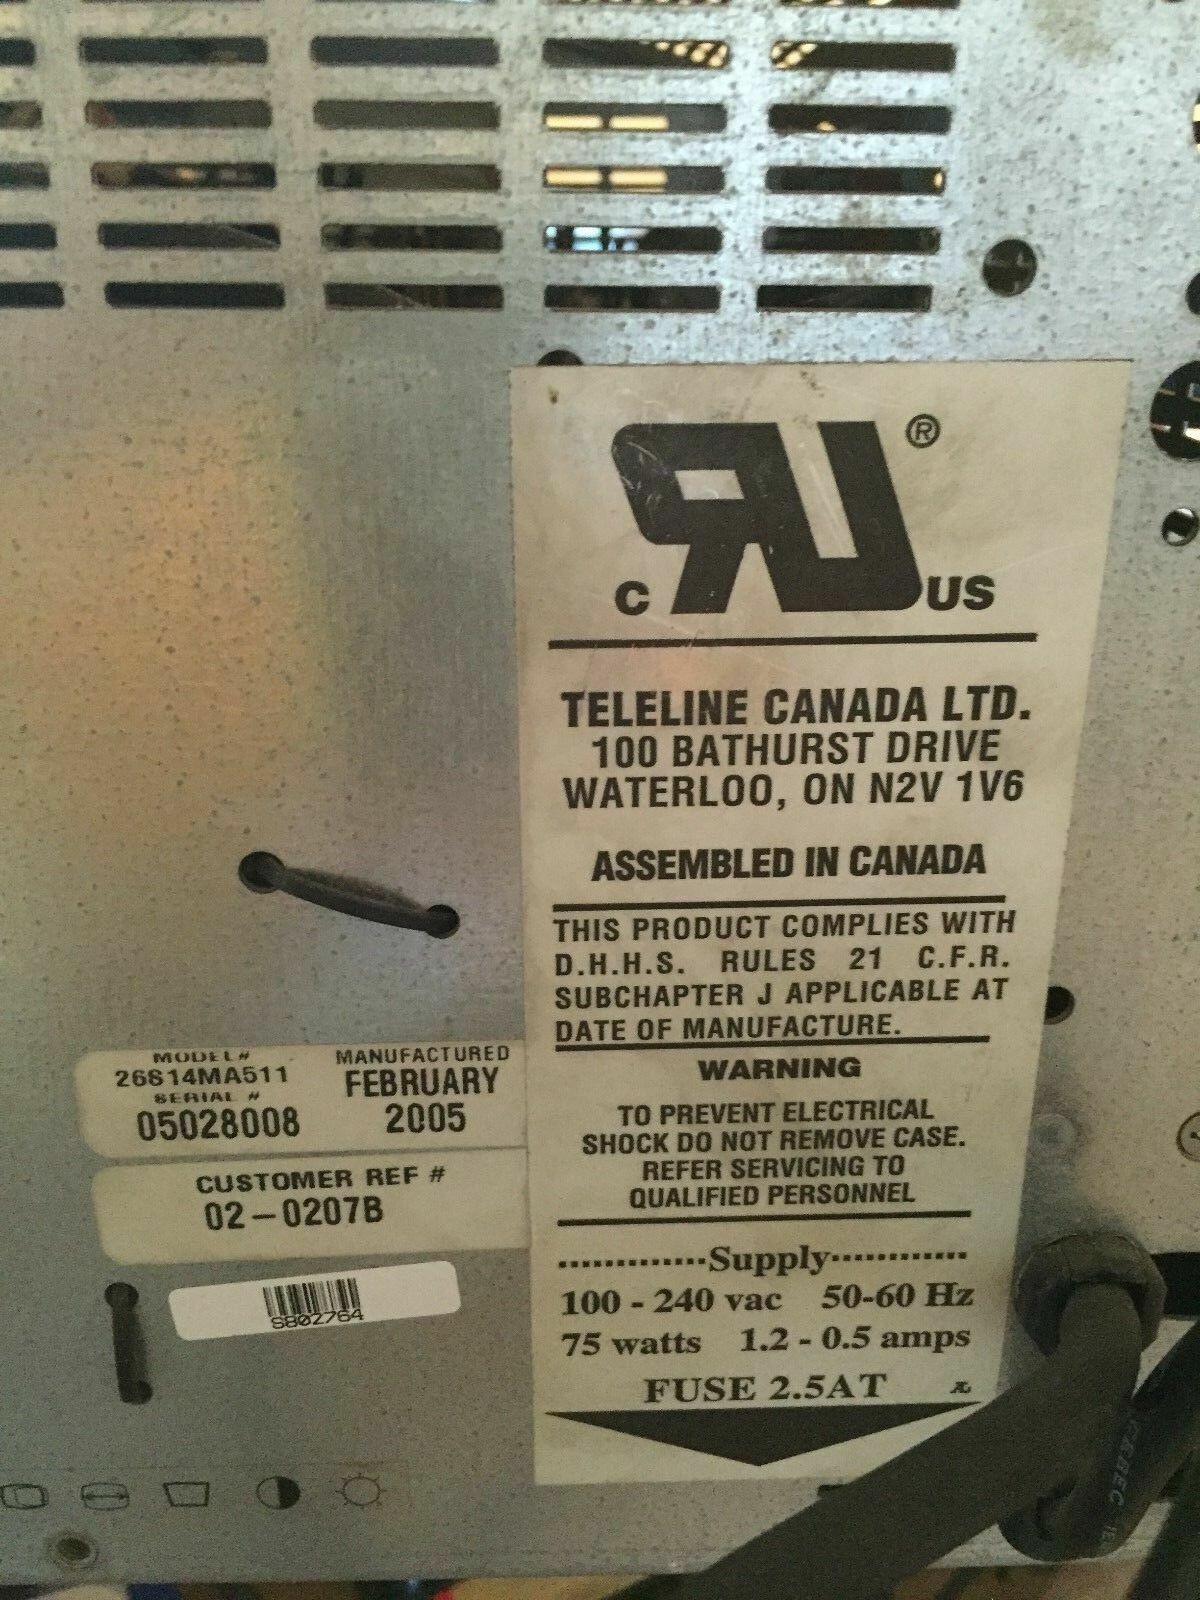 ®
C RU US
TELELINE CANADA LTD.
100 BATHURST DRIVE
WATERLOO, ON N2V 1V6
ASSEMBLED IN CANADA
THIS PRODUCT COMPLIES WITH
D.H.H.S. RULES 21 C.F.R.
SUBCHAPTER J APPLICABLE AT
DATE OF MANUFACTURE.
WARNING
TO PREVENT ELECTRICAL
SHOCK DO NOT REMOVE CASE.
REFER SERVICING TO
QUALIFIED PERSONNEL
Supply
100 - 240 vac 50-60 Hz
75 watts 1.2 - 0.5 amps
FUSE 2.5AT
MODEL# MANUFACTURED
26S14MA511 FEBRUARY
SERIAL #
05028008 2005
CUSTOMER REF #
02-0207B
S802764